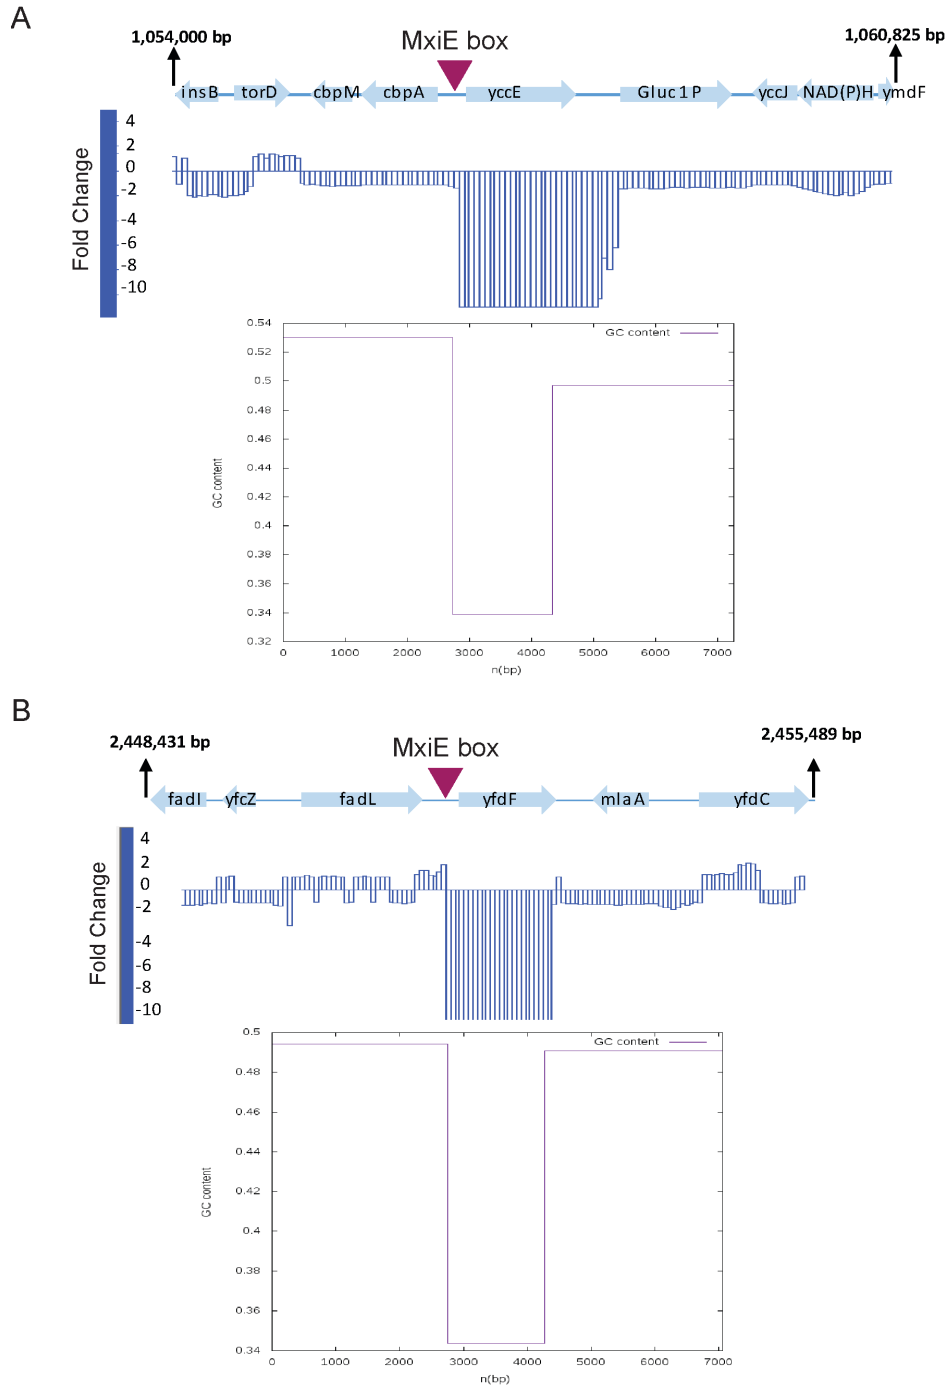 A
1,054,000 bp
MxiE box
1,060,825 bp
insB torD cbpM cbpA yccE Gluc1P yccJ NAD(P)H ymdF
Fold Change
4
2
0
-2
-4
-6
-8
-10
GC content
0.54
0.52
0.5
0.48
0.46
0.44
0.42
0.4
0.38
0.36
0.34
0.32
GC content
0 1000 2000 3000 4000 5000 6000 7000
n(bp)
B
2,448,431 bp
MxiE box
2,455,489 bp
fadI yfcZ fadL yfdF mlaA yfdC
Fold Change
4
2
0
-2
-4
-6
-8
-10
GC content
0.5
0.48
0.46
0.44
0.42
0.4
0.38
0.36
0.34
GC content
0 1000 2000 3000 4000 5000 6000 7000
n(bp)